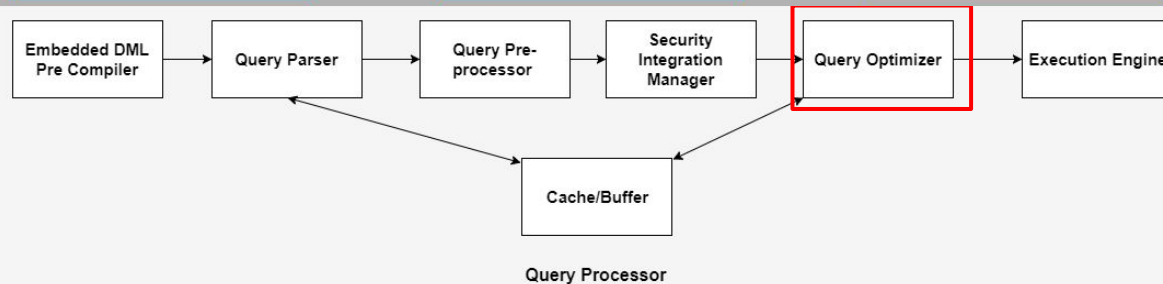 Embedded DML
Pre Compiler
Query Parser
Query Pre-
processor
Security
Integration
Manager
Query Optimizer
Execution Engine
Cache/Buffer
Query Processor